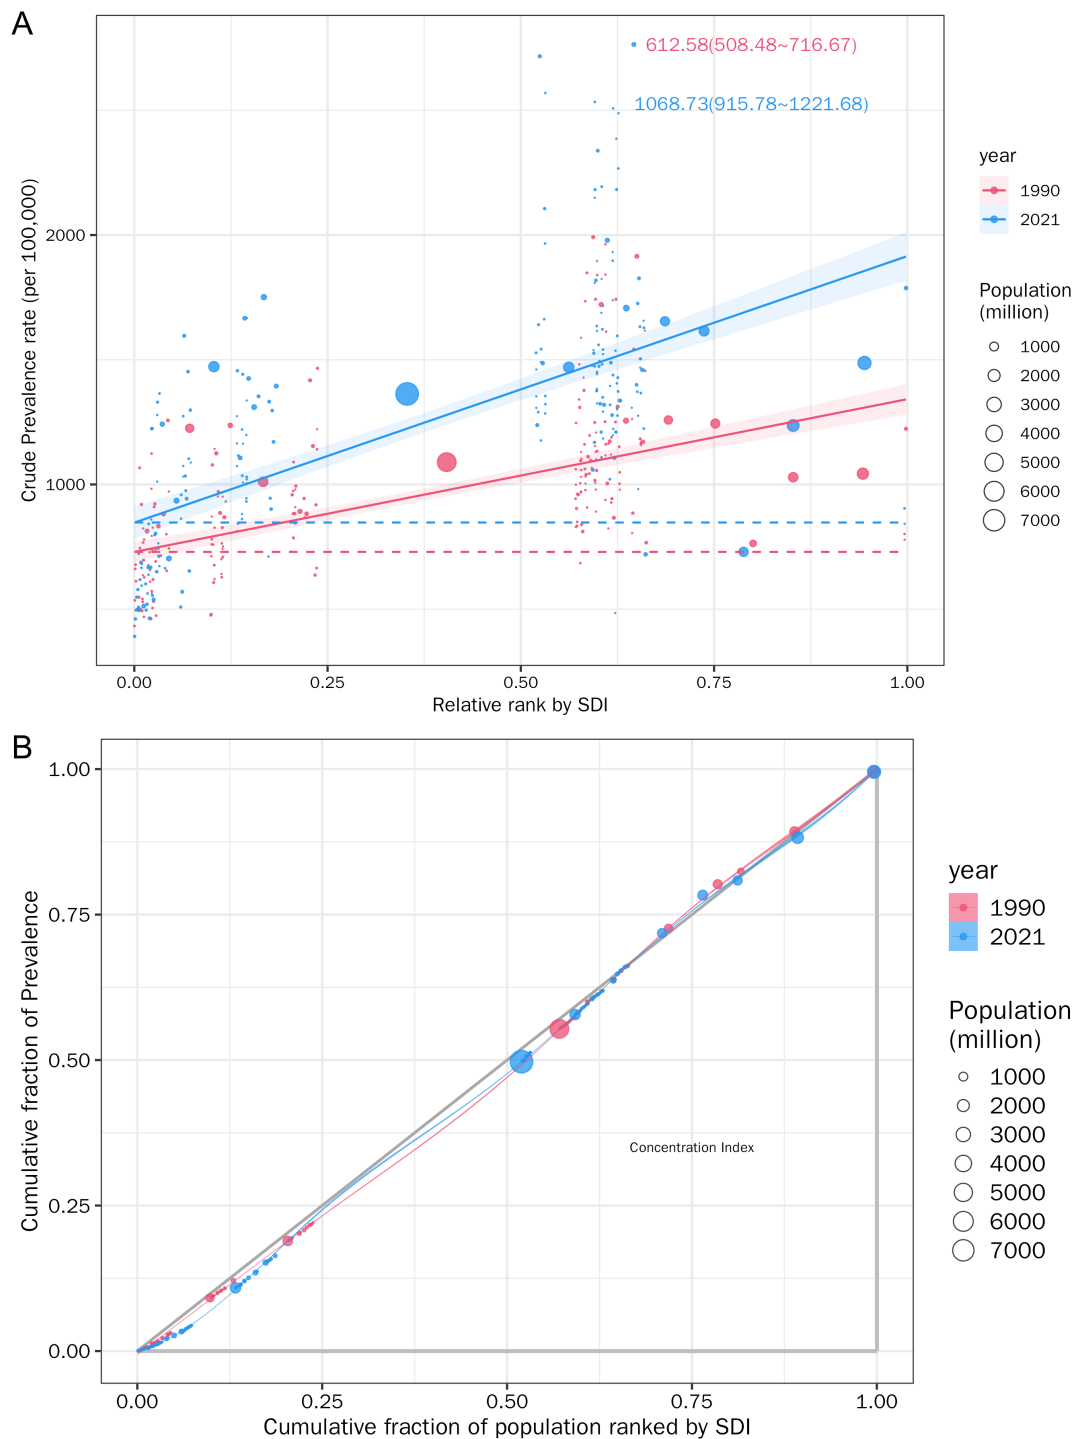 A
612.58(508.48~716.67)
1068.73(915.78~1221.68)
Crude Prevalence rate (per 100,000)
2000
1000
0.00 0.25 0.50 0.75 1.00
Relative rank by SDI
year
1990
2021
Population
(million)
1000
2000
3000
4000
5000
6000
7000
B
Cumulative fraction of Prevalence
1.00
0.75
0.50
0.25
0.00
Concentration Index
0.00 0.25 0.50 0.75 1.00
Cumulative fraction of population ranked by SDI
year
1990
2021
Population
(million)
1000
2000
3000
4000
5000
6000
7000